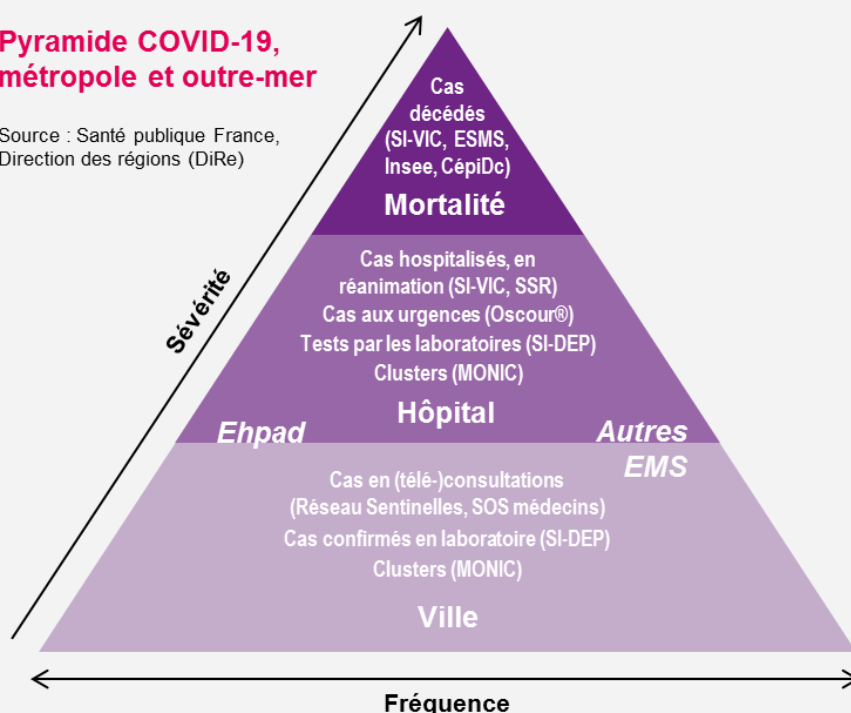 Pyramide COVID-19,
métropole et outre-mer
Source : Santé publique France,
Direction des régions (DiRe)
Sévérité
Cas
décédés
(SI-VIC, ESMS,
Insee, CépiDc)
Mortalité
Cas hospitalisés, en
réanimation (SI-VIC, SSR)
Cas aux urgences (Oscour®)
Tests par les laboratoires (SI-DEP)
Clusters (MONIC)
Hôpital
Ehpad
Autres
EMS
Cas en (télé-)consultations
(Réseau Sentinelles, SOS médecins)
Cas confirmés en laboratoire (SI-DEP)
Clusters (MONIC)
Ville
Fréquence